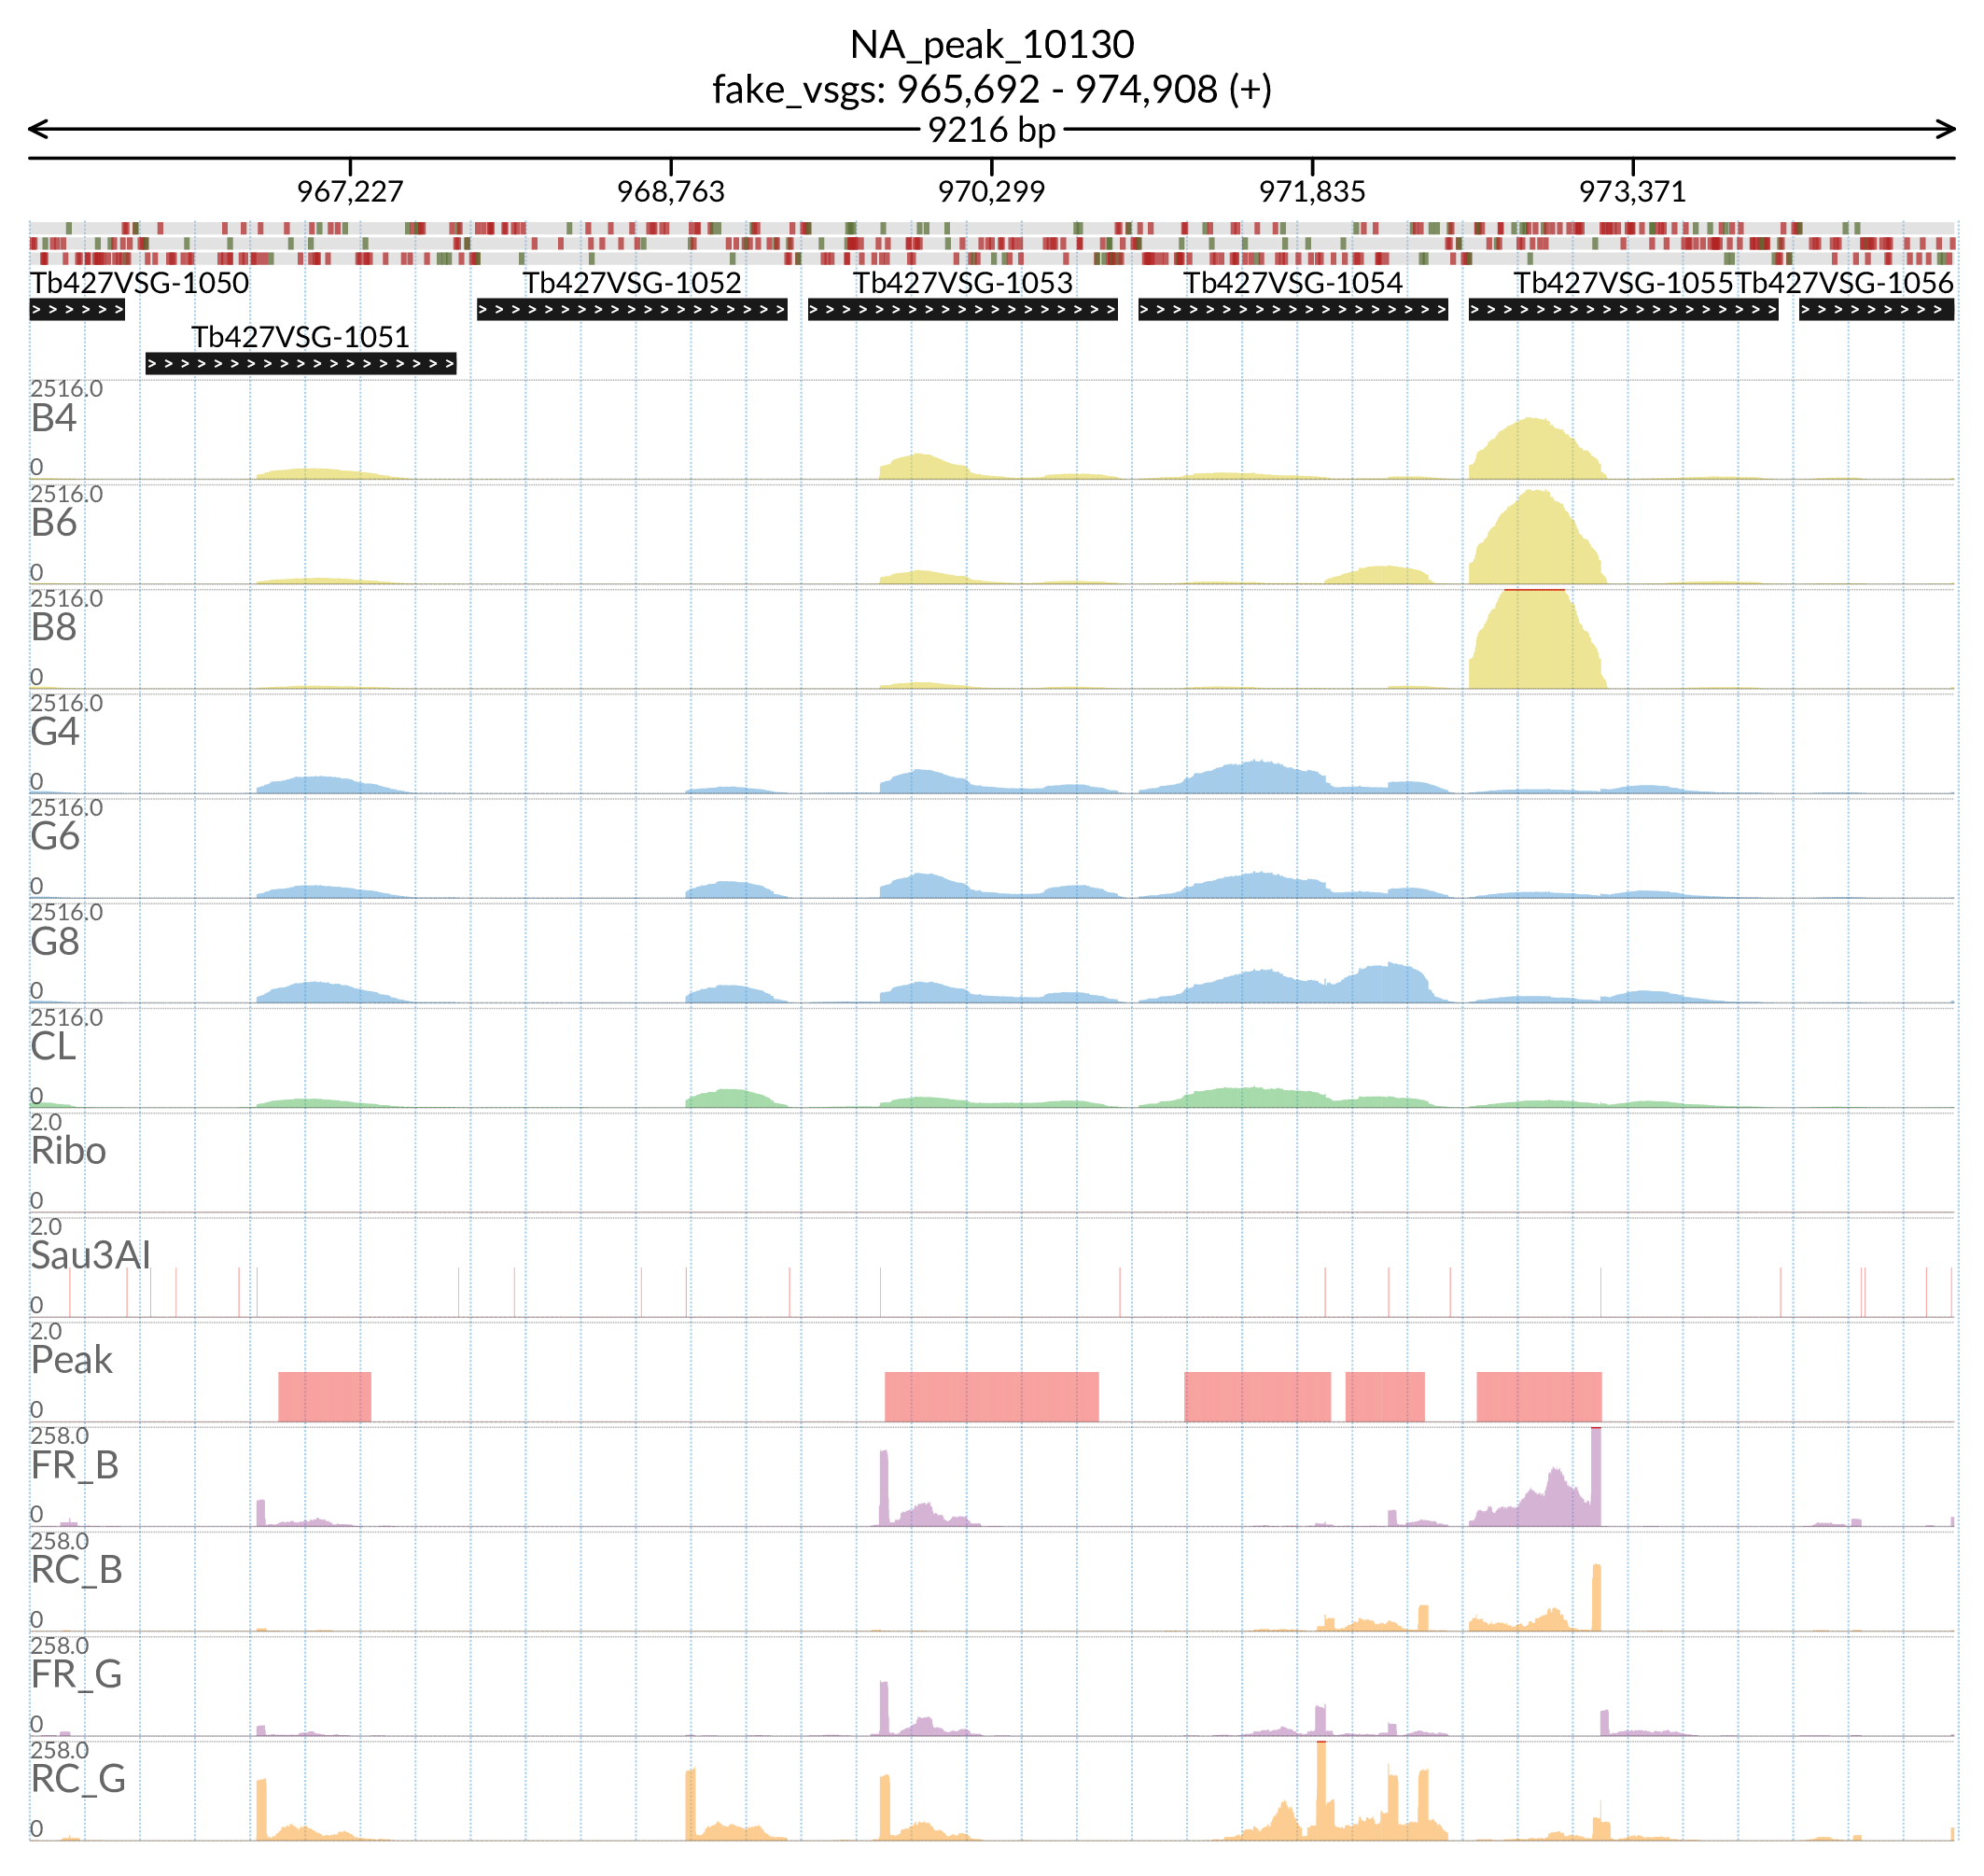 NA_peak_10130
fake_vsgs: 965,692 - 974,908 (+)
9216 bp
967,227 968,763 970,299 971,835 973,371
Tb427VSG-1050 Tb427VSG-1052 Tb427VSG-1053 Tb427VSG-1054 Tb427VSG-1055 Tb427VSG-1056
Tb427VSG-1051
2516.0
B4
0
2516.0
B6
0
2516.0
B8
0
2516.0
G4
0
2516.0
G6
0
2516.0
G8
0
2516.0
CL
0
2.0
Ribo
0
2.0
Sau3AI
0
2.0
Peak
0
258.0
FR_B
0
258.0
RC_B
0
258.0
FR_G
0
258.0
RC_G
0